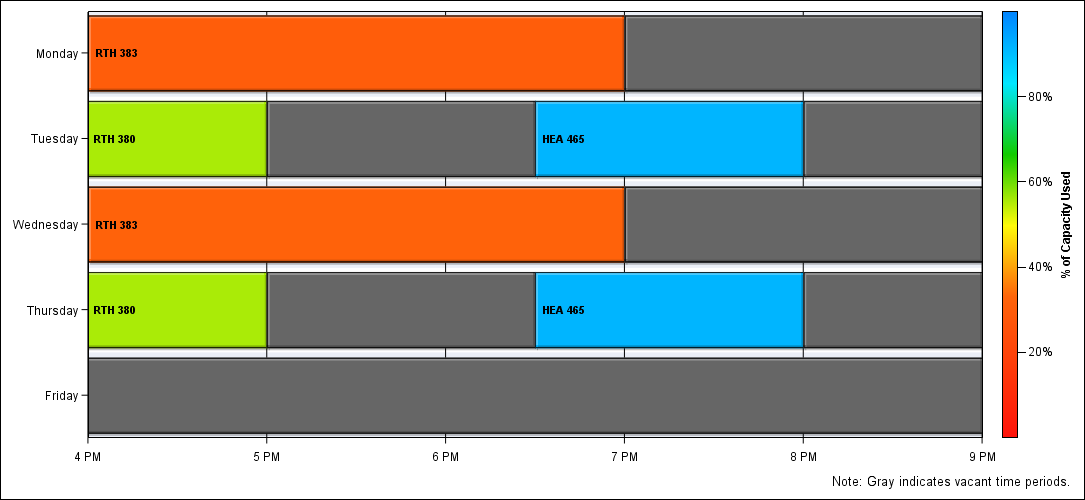 Monday
RTH 383
Tuesday
RTH 380
HEA 465
Wednesday
RTH 383
Thursday
RTH 380
HEA 465
Friday
4 PM
5 PM
6 PM
7 PM
8 PM
9 PM
80%
60%
40%
20%
% of Capacity Used
Note: Gray indicates vacant time periods.